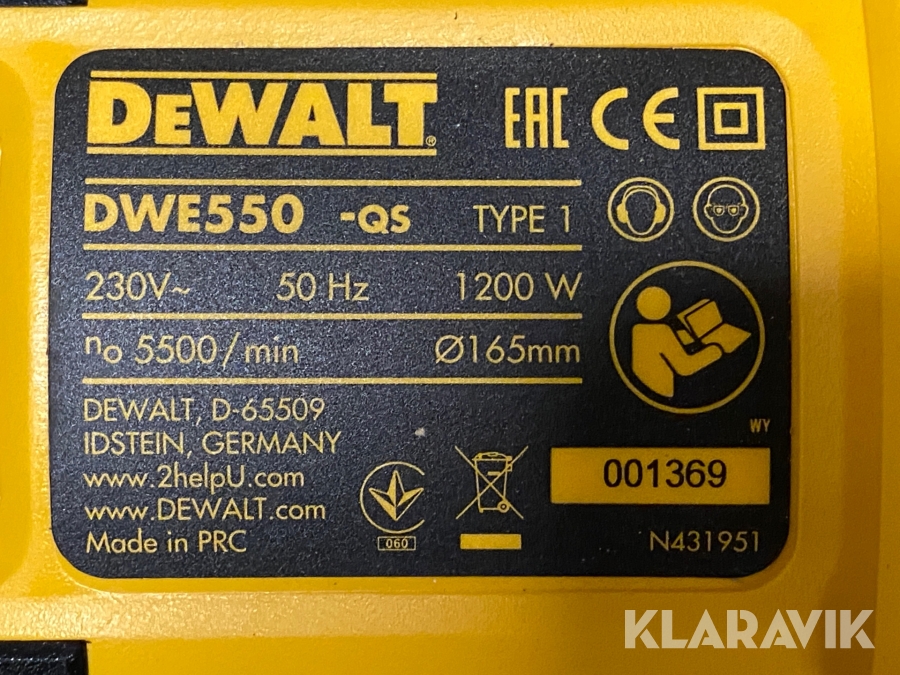 DEWALT®
EAC CE
DWE550 -QS TYPE 1
230V~ 50 Hz 1200 W
no 5500/min Ø165mm
DEWALT, D-65509
IDSTEIN, GERMANY
www.2helpU.com
www.DEWALT.com
Made in PRC
060
WY
001369
N431951
KLARAVIK